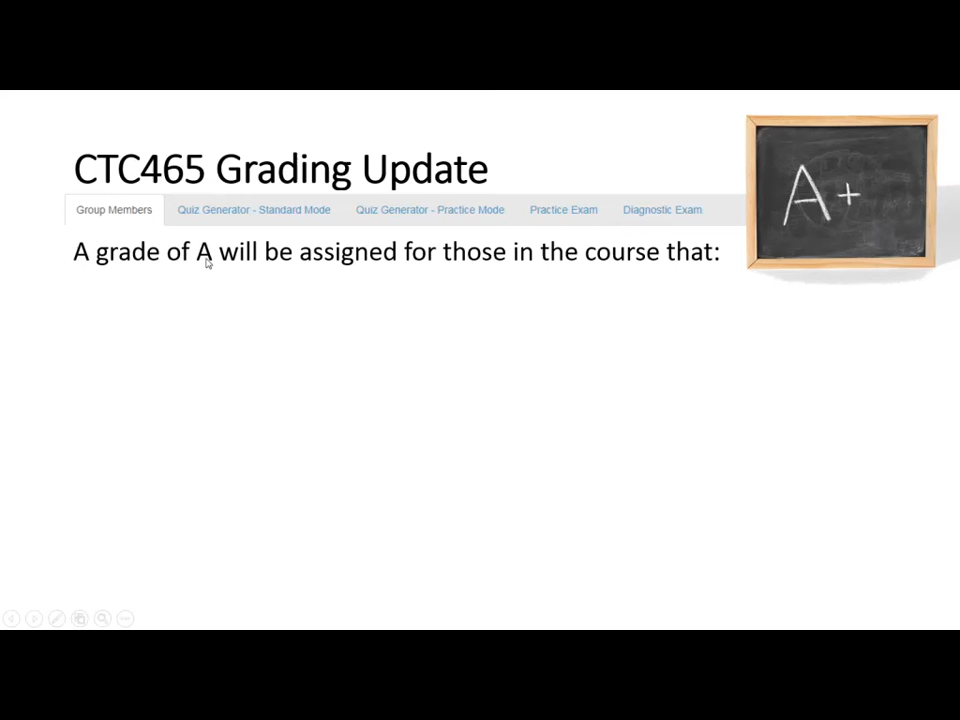 CTC465 Grading Update
Group Members Quiz Generator - Standard Mode Quiz Generator - Practice Mode Practice Exam Diagnostic Exam
A grade of A will be assigned for those in the course that:
A+